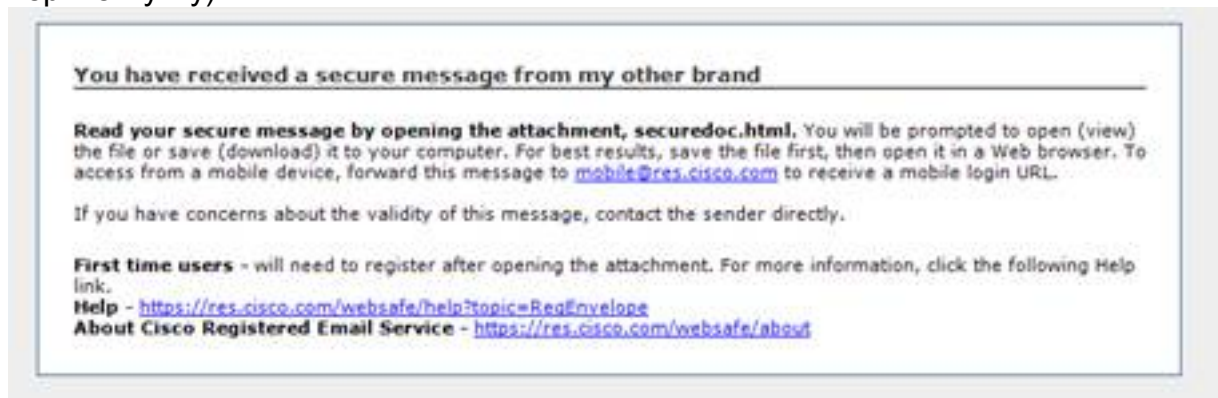 You have received a secure message from my other brand
Read your secure message by opening the attachment, securedoc.html. You will be prompted to open (view)
the file or save (download) it to your computer. For best results, save the file first, then open it in a Web browser. To
access from a mobile device, forward this message to mobile@res.cisco.com to receive a mobile login URL.
If you have concerns about the validity of this message, contact the sender directly.
First time users - will need to register after opening the attachment. For more information, click the following Help
link.
Help - https://res.cisco.com/websafe/help?topic=RegEnvelope
About Cisco Registered Email Service - https://res.cisco.com/websafe/about